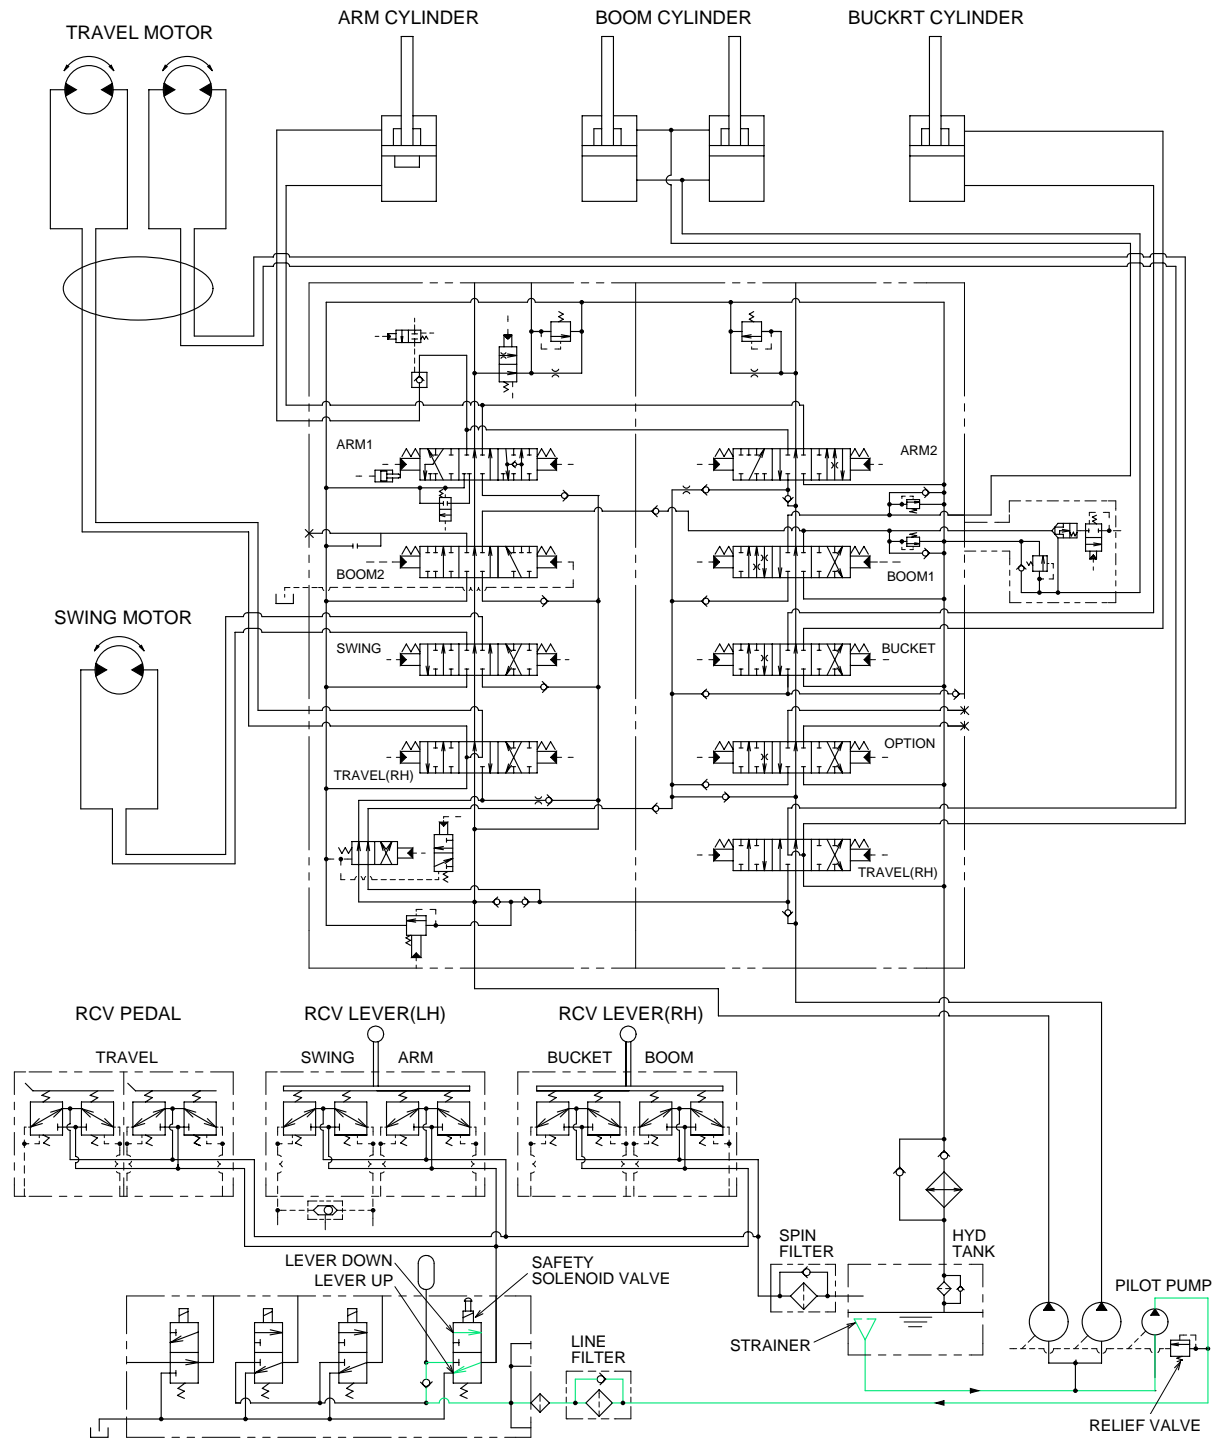 TRAVEL MOTOR
ARM CYLINDER
BOOM CYLINDER
BUCKRT CYLINDER
ARM1
ARM2
BOOM2
BOOM1
SWING MOTOR
SWING
BUCKET
OPTION
TRAVEL(RH)
TRAVEL(RH)
RCV PEDAL
RCV LEVER(LH)
RCV LEVER(RH)
TRAVEL
SWING
ARM
BUCKET
BOOM
LEVER DOWN
LEVER UP
SAFETY
SOLENOID VALVE
SPIN
FILTER
HYD
TANK
PILOT PUMP
STRAINER
LINE
FILTER
RELIEF VALVE